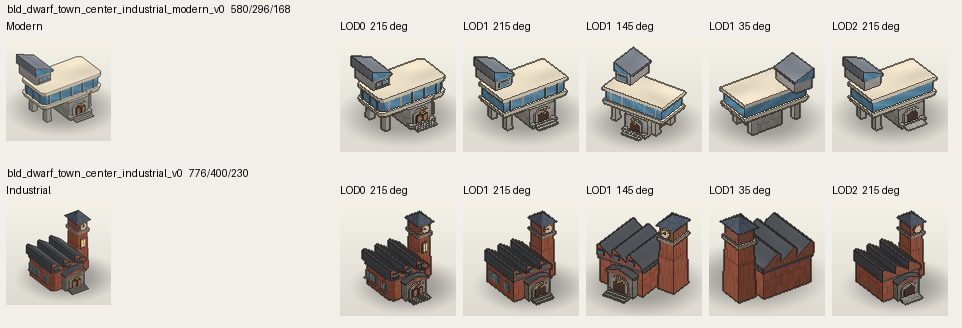 bld_dwarf_town_center_industrial_modern_v0 580/296/168
Modern
LOD0 215 deg
LOD1 215 deg
LOD1 145 deg
LOD1 35 deg
LOD2 215 deg
bld_dwarf_town_center_industrial_v0 776/400/230
Industrial
LOD0 215 deg
LOD1 215 deg
LOD1 145 deg
LOD1 35 deg
LOD2 215 deg